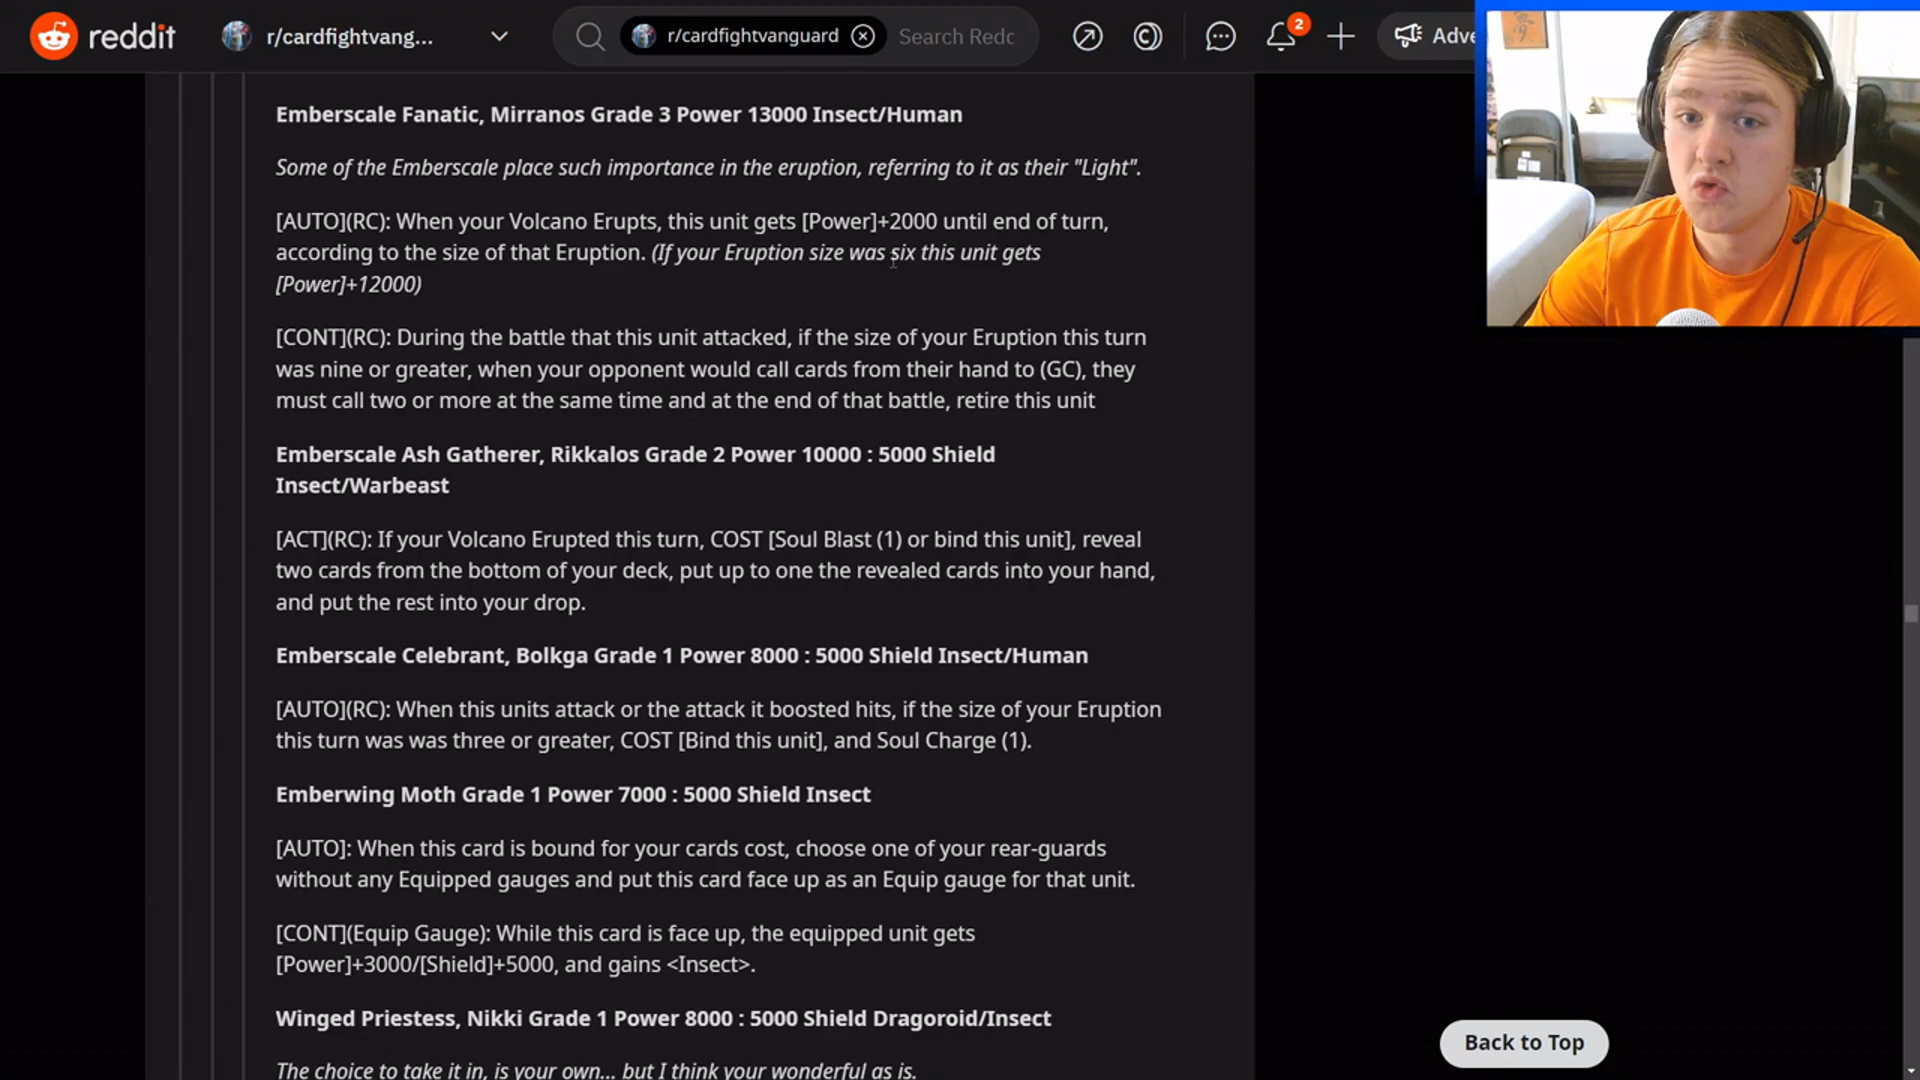 reddit r/cardfightvang... r/cardfightvanguard Search Redc 2 Adve
Emberscale Fanatic, Mirranos Grade 3 Power 13000 Insect/Human
Some of the Emberscale place such importance in the eruption, referring to it as their "Light".
[AUTO](RC): When your Volcano Erupts, this unit gets [Power]+2000 until end of turn,
according to the size of that Eruption. (If your Eruption size was six this unit gets
[Power]+12000)
[CONT](RC): During the battle that this unit attacked, if the size of your Eruption this turn
was nine or greater, when your opponent would call cards from their hand to (GC), they
must call two or more at the same time and at the end of that battle, retire this unit
Emberscale Ash Gatherer, Rikkalos Grade 2 Power 10000 : 5000 Shield
Insect/Warbeast
[ACT](RC): If your Volcano Erupted this turn, COST [Soul Blast (1) or bind this unit], reveal
two cards from the bottom of your deck, put up to one the revealed cards into your hand,
and put the rest into your drop.
Emberscale Celebrant, Bolkga Grade 1 Power 8000 : 5000 Shield Insect/Human
[AUTO](RC): When this units attack or the attack it boosted hits, if the size of your Eruption
this turn was was three or greater, COST [Bind this unit], and Soul Charge (1).
Emberwing Moth Grade 1 Power 7000 : 5000 Shield Insect
[AUTO]: When this card is bound for your cards cost, choose one of your rear-guards
without any Equipped gauges and put this card face up as an Equip gauge for that unit.
[CONT](Equip Gauge): While this card is face up, the equipped unit gets
[Power]+3000/[Shield]+5000, and gains <Insect>.
Winged Priestess, Nikki Grade 1 Power 8000 : 5000 Shield Dragoroid/Insect
The choice to take it in, is your own... but I think your wonderful as is.
Back to Top